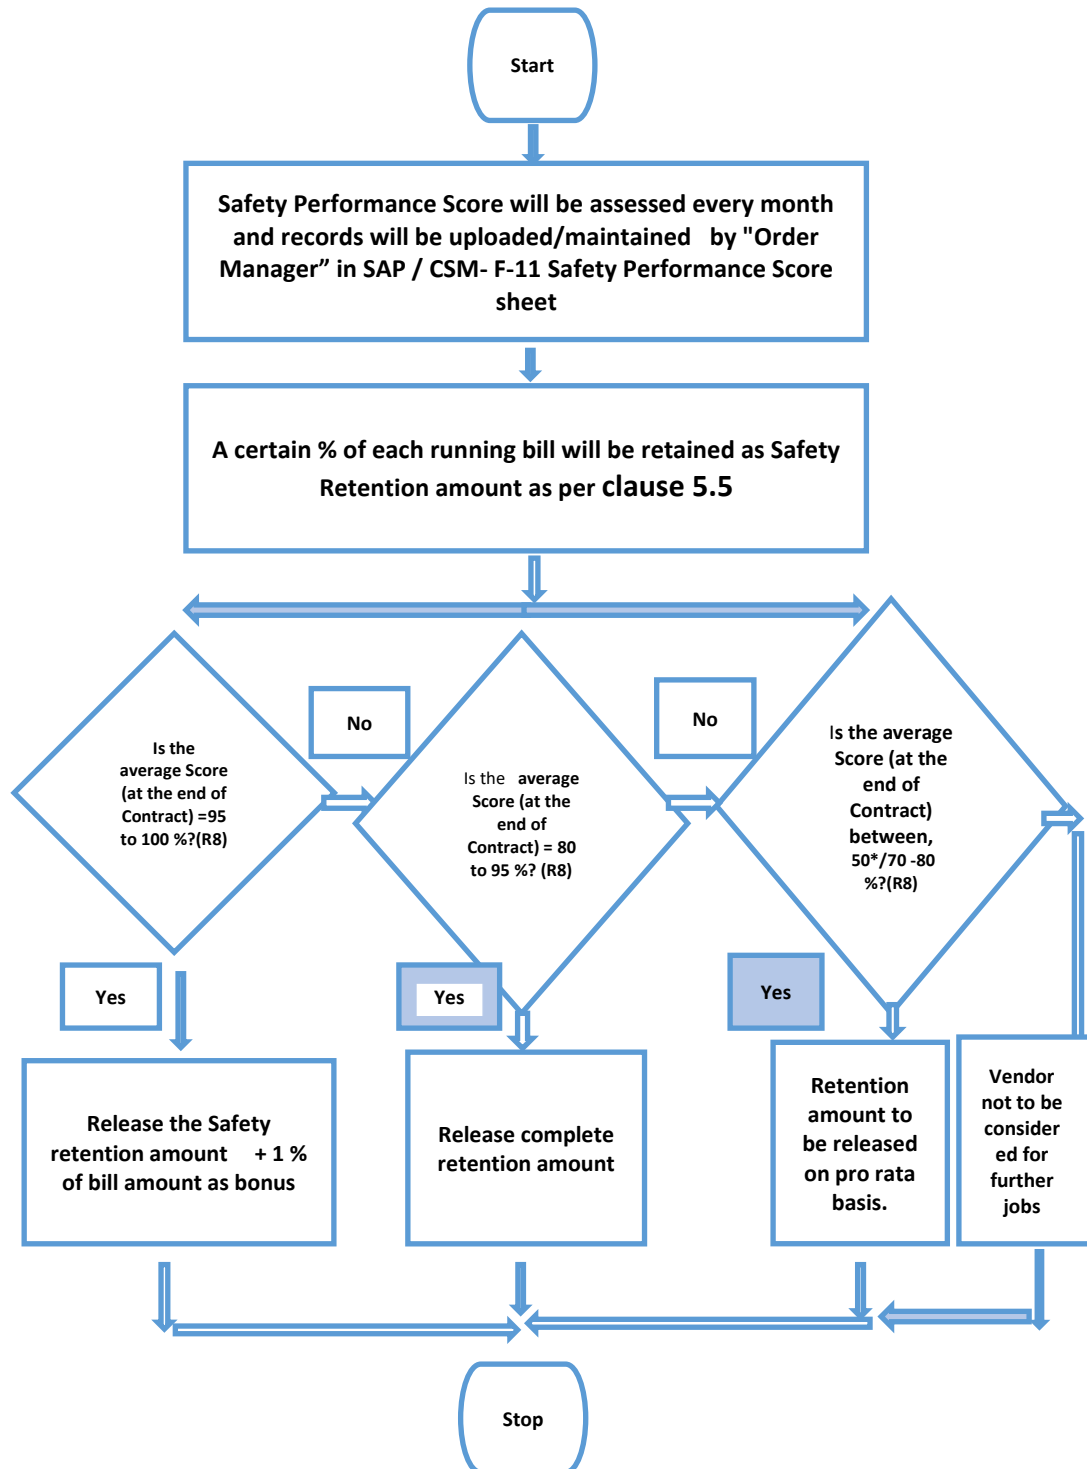 Start
Safety Performance Score will be assessed every month
and records will be uploaded/maintained by "Order
Manager” in SAP / CSM- F-11 Safety Performance Score
sheet
A certain % of each running bill will be retained as Safety
Retention amount as per clause 5.5
No
No
Is the
average Score
(at the end of
Contract) =95
to 100 %?(R8)
Is the average
Score (at the
end of
Contract) = 80
to 95 %? (R8)
Is the average
Score (at the
end of
Contract)
between,
50*/70 -80
%?(R8)
Yes
Yes
Yes
Release the Safety
retention amount + 1 %
of bill amount as bonus
Release complete
retention amount
Retention
amount to
be released
on pro rata
basis.
Vendor
not to be
consider
ed for
further
jobs
Stop